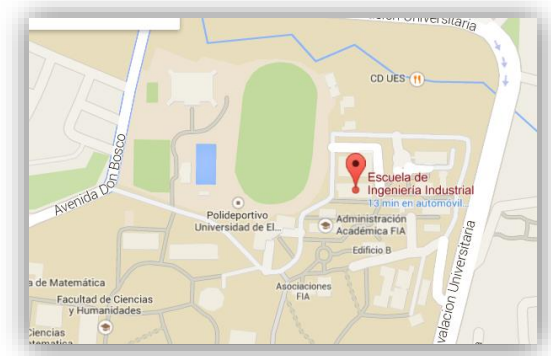 Universitaria
CD UES
Avenida Don Bosco
Escuela de
Ingeniería Industrial
13 min en automóvil...
Polideportivo
Universidad de El...
Administración
Académica FIA
Edificio B
valacion Universitaria
a de Matemática
Asociaciones
FIA
Facultad de Ciencias
y Humanidades
Ciencias